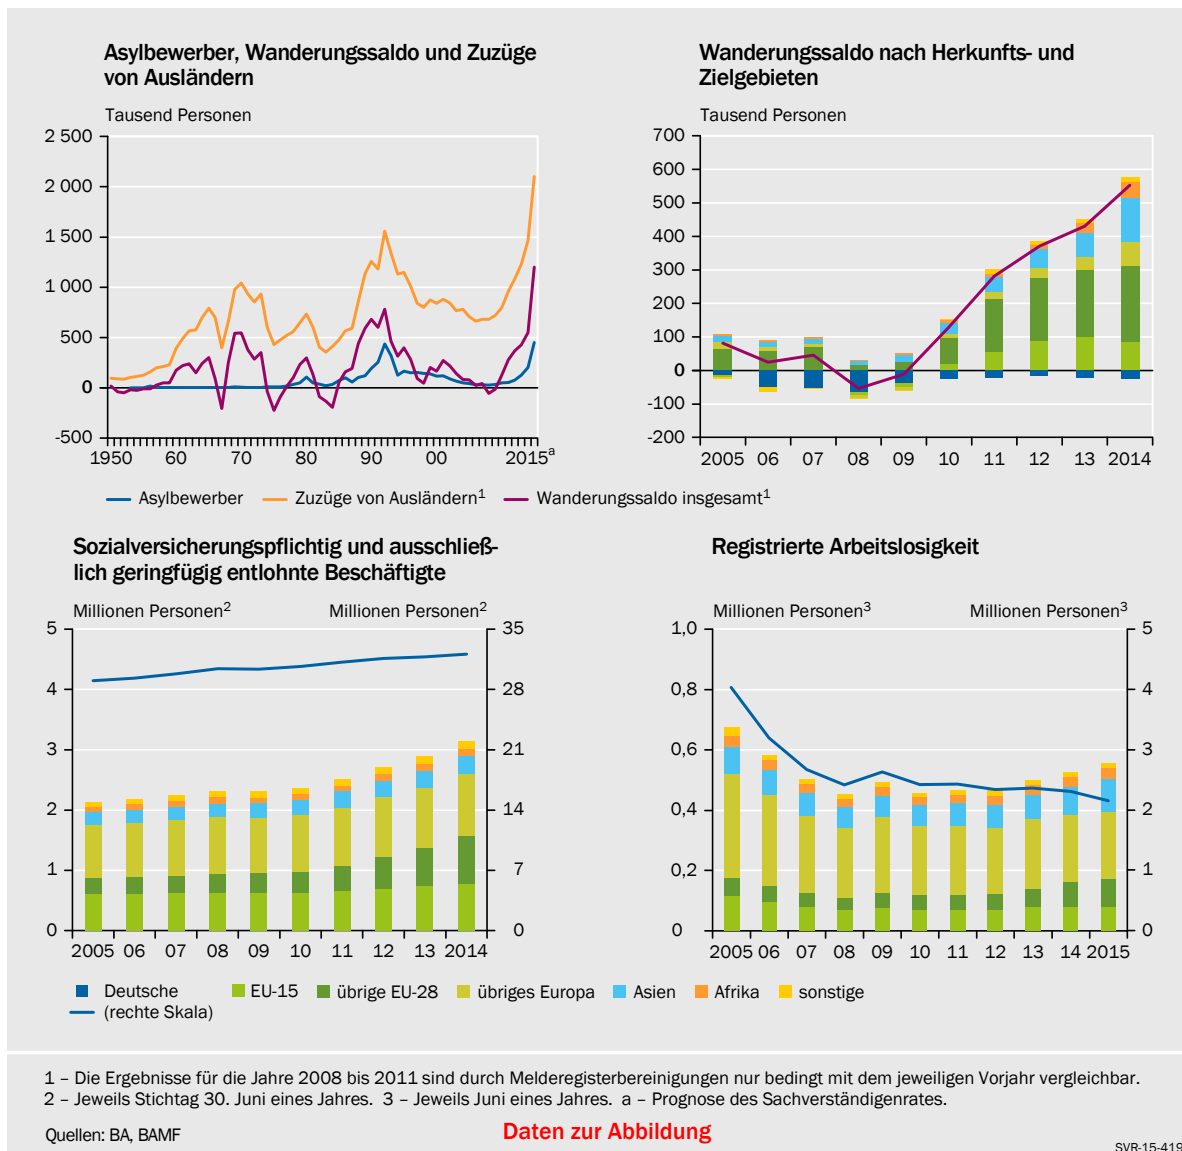 Asylbewerber, Wanderungssaldo und Zuzüge
von Ausländern
Tausend Personen
2 500
2 000
1 500
1 000
500
0
-500
1950 60 70 80 90 00 2015a
Wanderungssaldo nach Herkunfts- und
Zielgebieten
Tausend Personen
700
600
500
400
300
200
100
0
-100
-200
2005 06 07 08 09 10 11 12 13 2014
Asylbewerber Zuzüge von Ausländern1 Wanderungssaldo insgesamt1
Sozialversicherungspflichtig und ausschließ-
lich geringfügig entlohnte Beschäftigte
Millionen Personen2 Millionen Personen2
5 35
4 28
3 21
2 14
1 7
0 0
2005 06 07 08 09 10 11 12 13 2014
Registrierte Arbeitslosigkeit
Millionen Personen3 Millionen Personen3
1,0 5
0,8 4
0,6 3
0,4 2
0,2 1
0 0
2005 06 07 08 09 10 11 12 13 14 2015
Deutsche EU-15 übrige EU-28 übriges Europa Asien Afrika sonstige
(rechte Skala)
1 – Die Ergebnisse für die Jahre 2008 bis 2011 sind durch Melderegisterbereinigungen nur bedingt mit dem jeweiligen Vorjahr vergleichbar.
2 – Jeweils Stichtag 30. Juni eines Jahres. 3 – Jeweils Juni eines Jahres. a – Prognose des Sachverständigenrates.
Quellen: BA, BAMF
Daten zur Abbildung
SVR-15-419